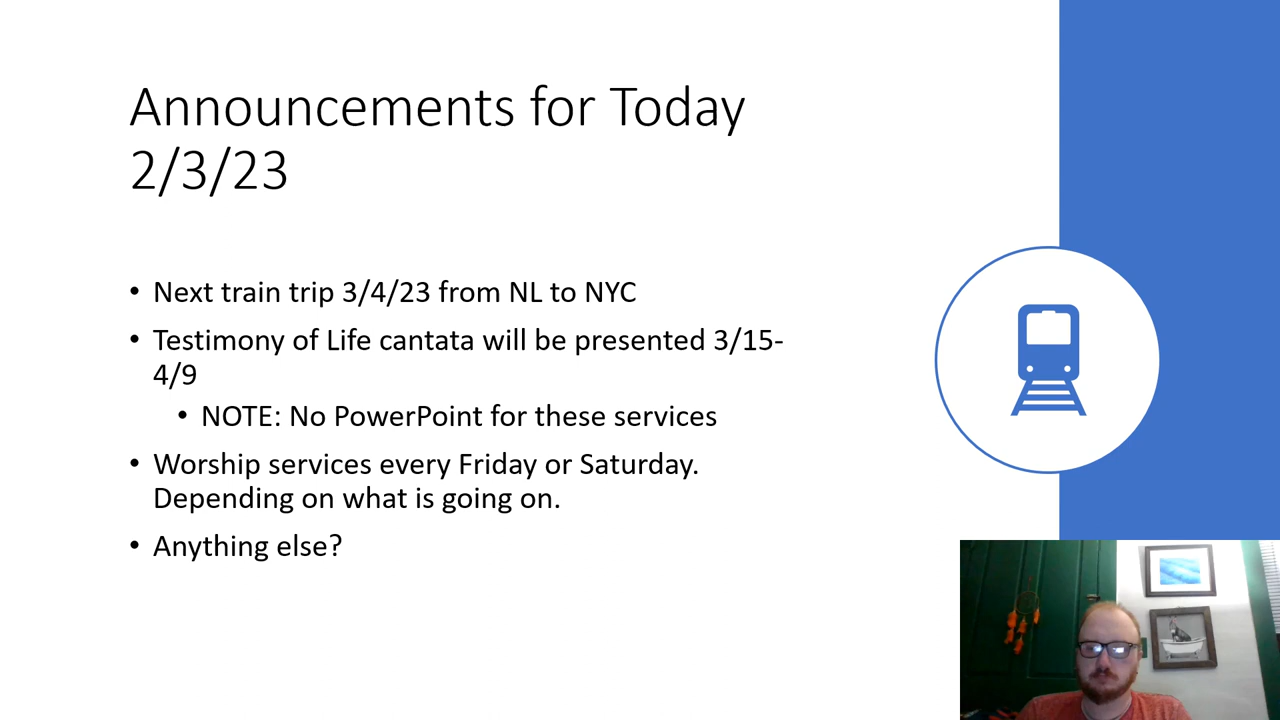 Announcements for Today
2/3/23
• Next train trip 3/4/23 from NL to NYC
• Testimony of Life cantata will be presented 3/15-
4/9
• NOTE: No PowerPoint for these services
• Worship services every Friday or Saturday.
Depending on what is going on.
• Anything else?